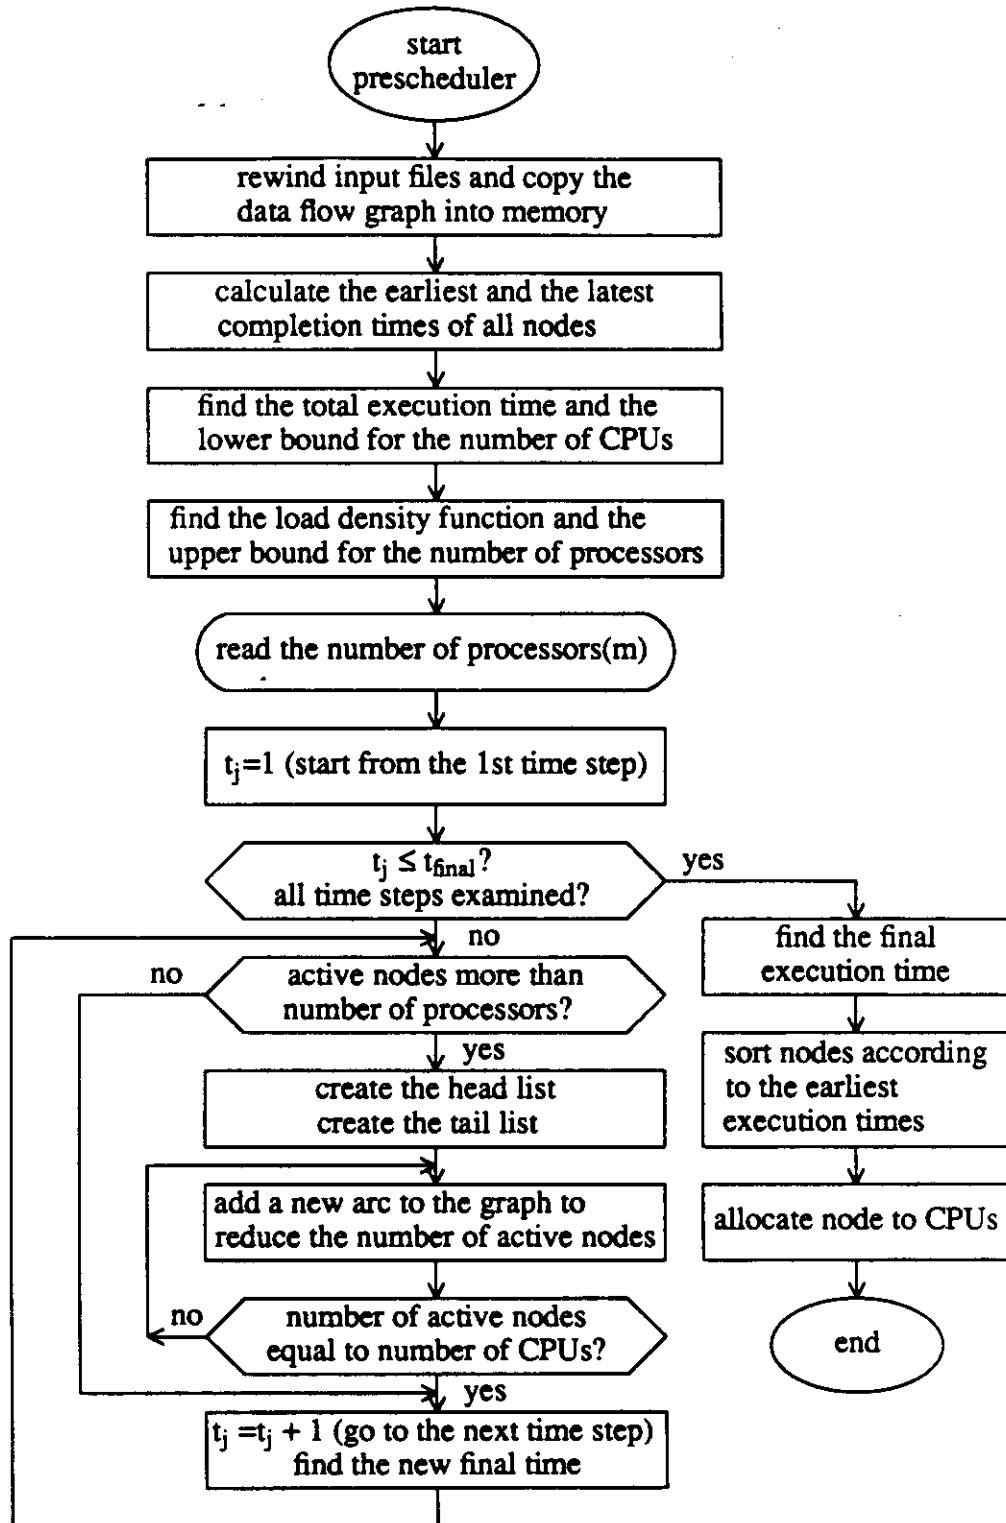 start
prescheduler
rewind input files and copy the
data flow graph into memory
calculate the earliest and the latest
completion times of all nodes
find the total execution time and the
lower bound for the number of CPUs
find the load density function and the
upper bound for the number of processors
read the number of processors(m)
tj=1 (start from the 1st time step)
tj ≤ tfinal?
all time steps examined?
yes
no
find the final
execution time
no
active nodes more than
number of processors?
yes
sort nodes according
to the earliest
execution times
create the head list
create the tail list
add a new arc to the graph to
reduce the number of active nodes
allocate node to CPUs
no
number of active nodes
equal to number of CPUs?
end
yes
tj =tj + 1 (go to the next time step)
find the new final time